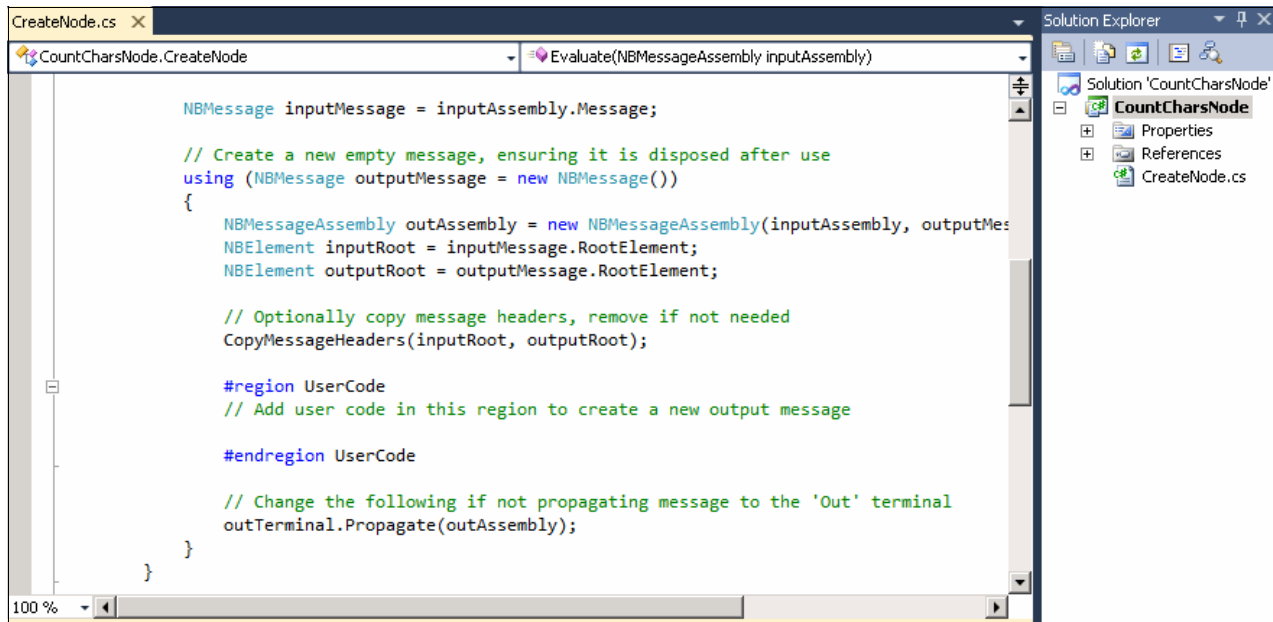 CreateNode.cs
CountCharsNode.CreateNode
Evaluate(NBMessageAssembly inputAssembly)
NBMessage inputMessage = inputAssembly.Message;
// Create a new empty message, ensuring it is disposed after use
using (NBMessage outputMessage = new NBMessage())
{
NBMessageAssembly outAssembly = new NBMessageAssembly(inputAssembly, outputMes
NBElement inputRoot = inputMessage.RootElement;
NBElement outputRoot = outputMessage.RootElement;
// Optionally copy message headers, remove if not needed
CopyMessageHeaders(inputRoot, outputRoot);
#region UserCode
// Add user code in this region to create a new output message
#endregion UserCode
// Change the following if not propagating message to the 'Out' terminal
outTerminal.Propagate(outAssembly);
}
}
100 %
Solution Explorer
Solution 'CountCharsNode'
CountCharsNode
Properties
References
CreateNode.cs